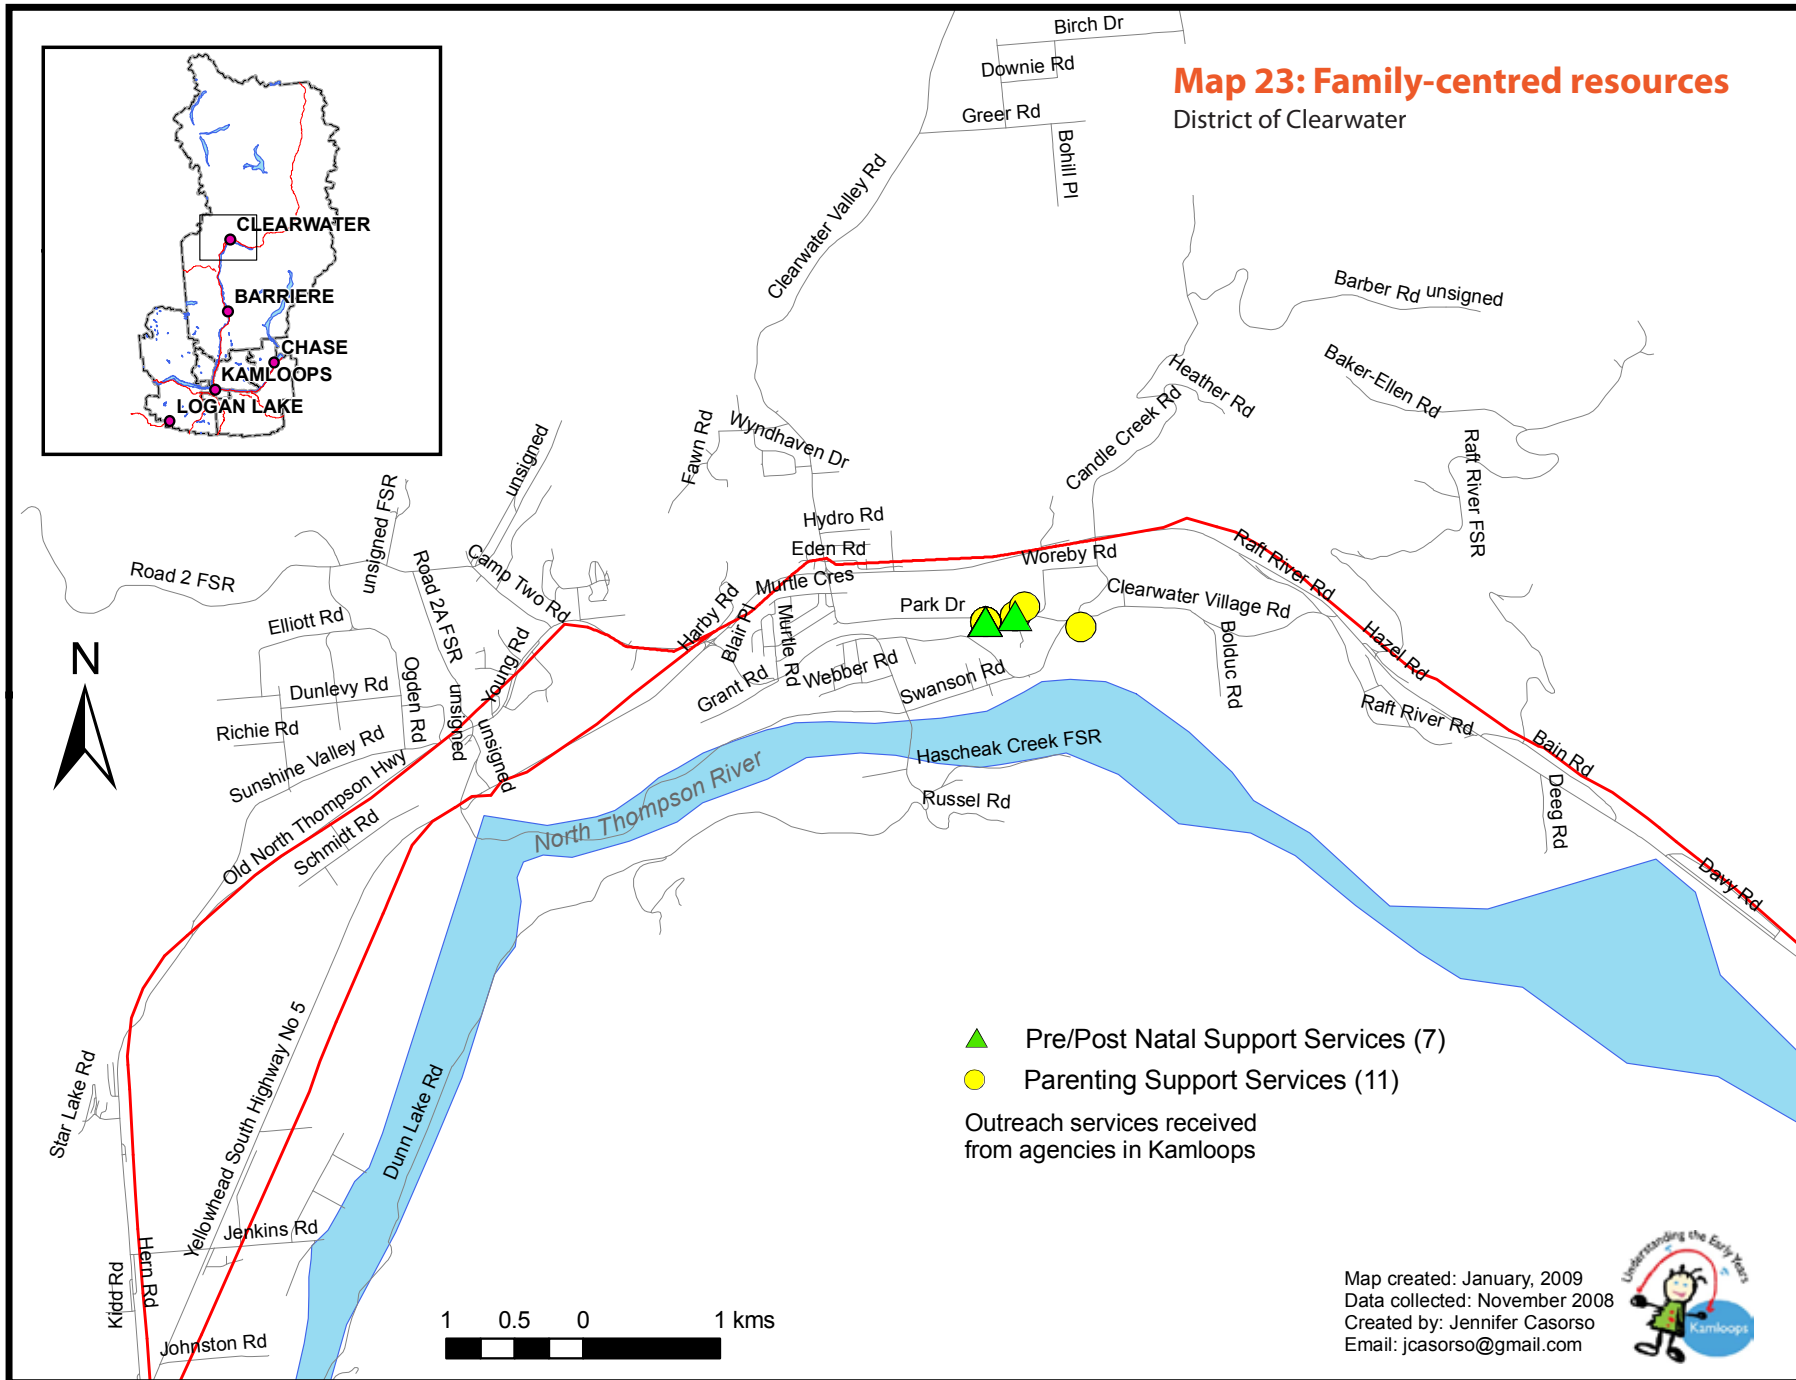 Birch Dr
Downie Rd
Greer Rd
Bohill Pl
Map 23: Family-centred resources
District of Clearwater
CLEARWATER
BARRIERE
CHASE
KAMLOOPS
LOGAN LAKE
Clearwater Valley Rd
Barber Rd
unsigned
Baker-Ellen Rd
Heather Rd
Candle Creek Rd
Raft River FSR
Fawn Rd
Wyndhaven Dr
unsigned
unsigned FSR
Road 2 FSR
Road 2A FSR
Camp Two Rd
Hydro Rd
Eden Rd
Woreby Rd
Raft River Rd
Murtle Cres
Park Dr
Clearwater Village Rd
Elliott Rd
Harby Rd
Blair Pl
Murtle Rd
Young Rd
Bolduc Rd
Hazel Rd
Dunlevy Rd
Ogden Rd
unsigned
unsigned
Grant Rd
Webber Rd
Swanson Rd
Raft River Rd
Richie Rd
Sunshine Valley Rd
Old North Thompson Hwy
Schmidt Rd
North Thompson River
Hascheak Creek FSR
Russel Rd
Bain Rd
Deeg Rd
Davy Rd
N
Star Lake Rd
Yellowhead South Highway No 5
Dunn Lake Rd
Jenkins Rd
Hern Rd
Kidd Rd
Johnston Rd
Pre/Post Natal Support Services (7)
Parenting Support Services (11)
Outreach services received
from agencies in Kamloops
1 0.5 0 1 kms
Map created: January, 2009
Data collected: November 2008
Created by: Jennifer Casorso
Email: jcasorso@gmail.com
Understanding the Early Years
Kamloops